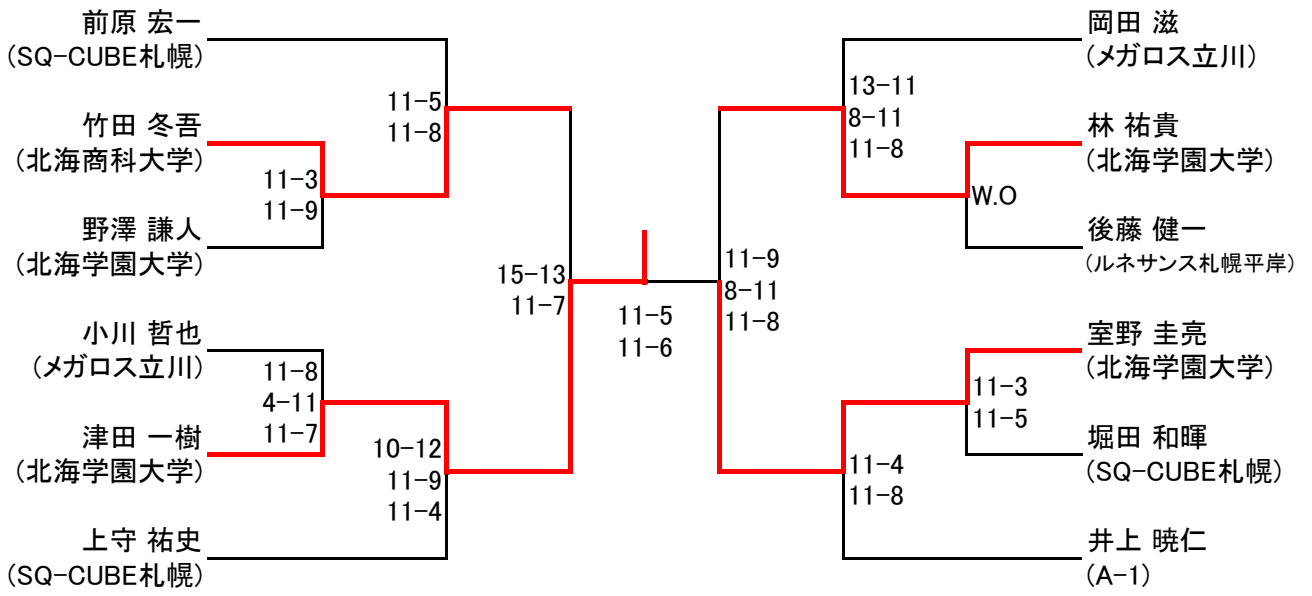 前原 宏一
(SQ-CUBE札幌)
竹田 冬吾
(北海商科大学)
野澤 謙人
(北海学園大学)
小川 哲也
(メガロス立川)
津田 一樹
(北海学園大学)
上守 祐史
(SQ-CUBE札幌)
11-3
11-9
11-8
4-11
11-7
11-5
11-8
10-12
11-9
11-4
15-13
11-7
11-5
11-6
11-9
8-11
11-8
13-11
8-11
11-8
11-4
11-8
W.O
11-3
11-5
岡田 滋
(メガロス立川)
林 祐貴
(北海学園大学)
後藤 健一
(ルネサンス札幌平岸)
室野 圭亮
(北海学園大学)
堀田 和暉
(SQ-CUBE札幌)
井上 暁仁
(A-1)